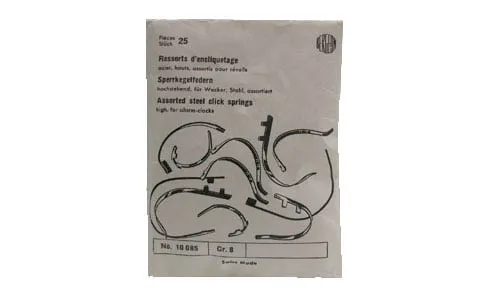 Pieces
Stück 25
Ressorts d'encliquetage
acier, hauts, assortis pour réveils
Sperrkegelfedern
hochstehend, für Wecker, Stahl, assortiert
Assorted steel click springs
high, for alarm-clocks
No. 10 085 Gr. 8
Swiss Made